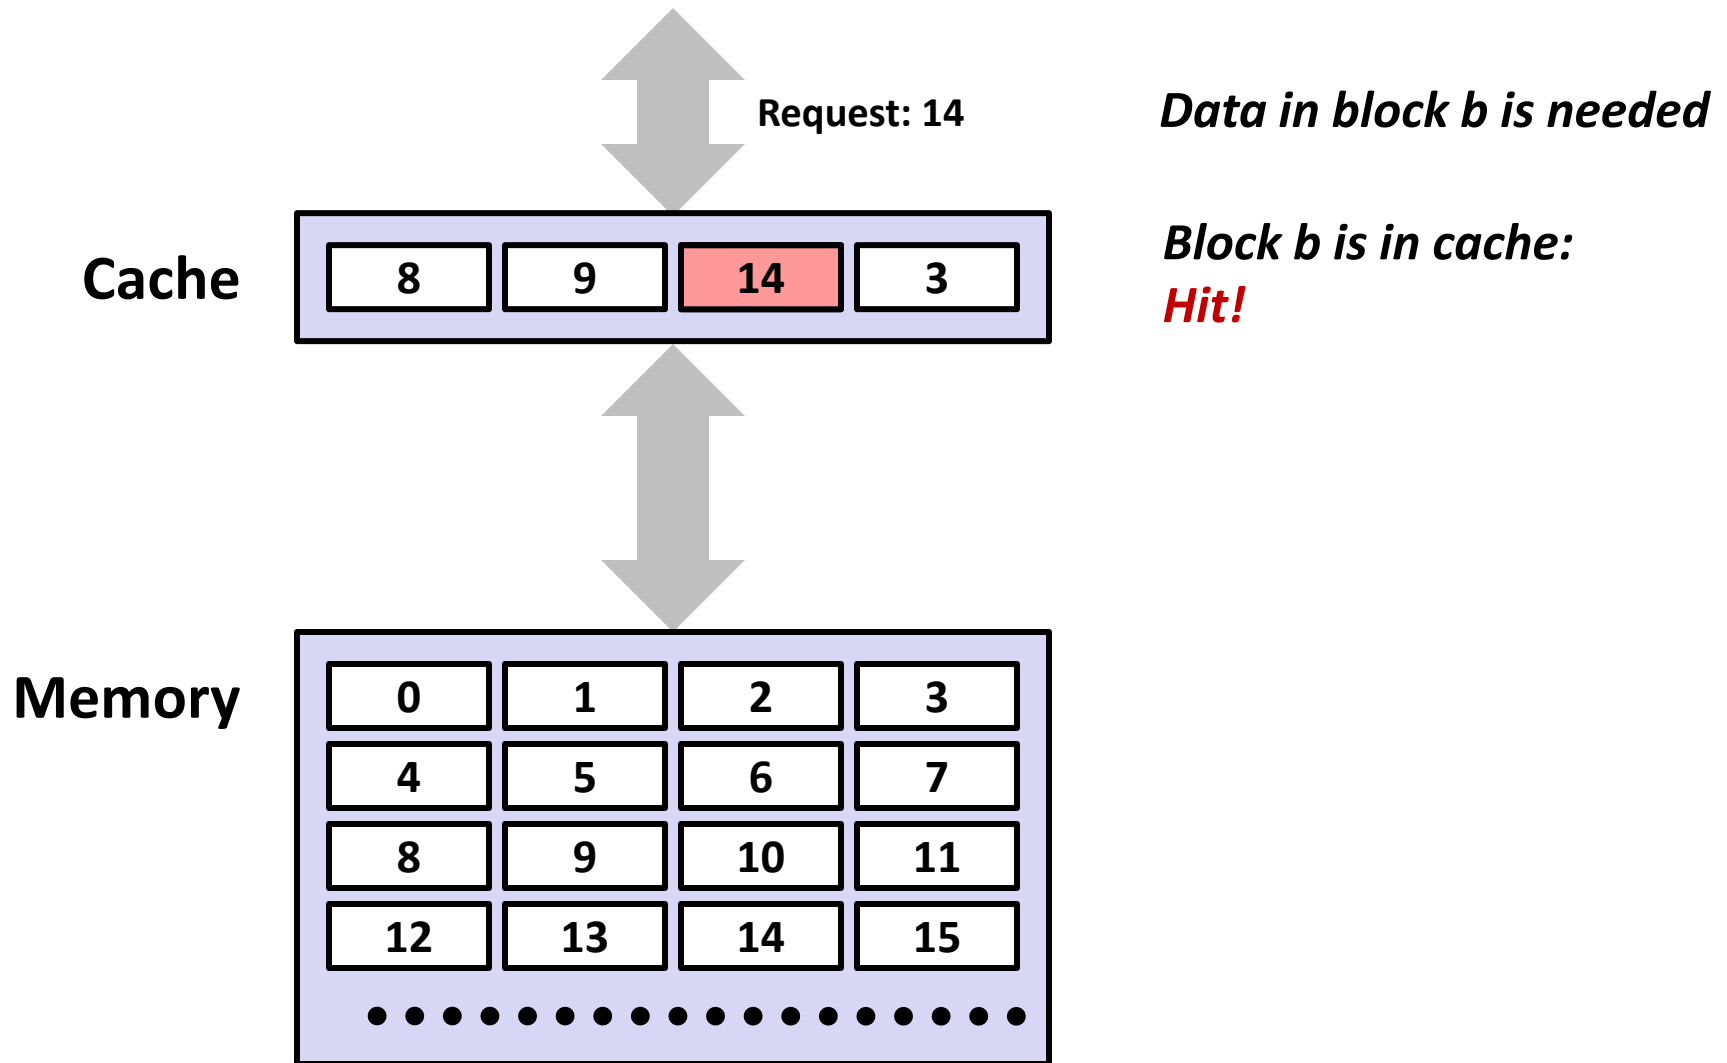 Request: 14
Data in block b is needed
Cache
8 9 14 3
Block b is in cache:
Hit!
Memory
0 1 2 3
4 5 6 7
8 9 10 11
12 13 14 15